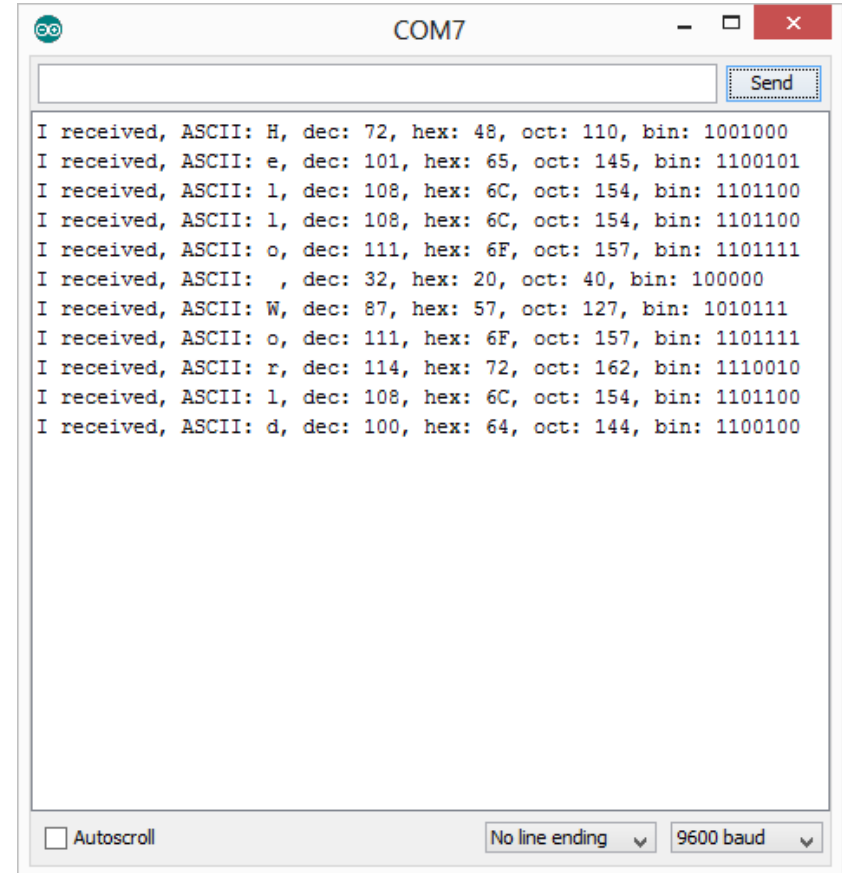 COM7
Send
I received, ASCII: H, dec: 72, hex: 48, oct: 110, bin: 1001000
I received, ASCII: e, dec: 101, hex: 65, oct: 145, bin: 1100101
I received, ASCII: l, dec: 108, hex: 6C, oct: 154, bin: 1101100
I received, ASCII: l, dec: 108, hex: 6C, oct: 154, bin: 1101100
I received, ASCII: o, dec: 111, hex: 6F, oct: 157, bin: 1101111
I received, ASCII:  , dec: 32, hex: 20, oct: 40, bin: 100000
I received, ASCII: W, dec: 87, hex: 57, oct: 127, bin: 1010111
I received, ASCII: o, dec: 111, hex: 6F, oct: 157, bin: 1101111
I received, ASCII: r, dec: 114, hex: 72, oct: 162, bin: 1110010
I received, ASCII: l, dec: 108, hex: 6C, oct: 154, bin: 1101100
I received, ASCII: d, dec: 100, hex: 64, oct: 144, bin: 1100100
Autoscroll No line ending 9600 baud